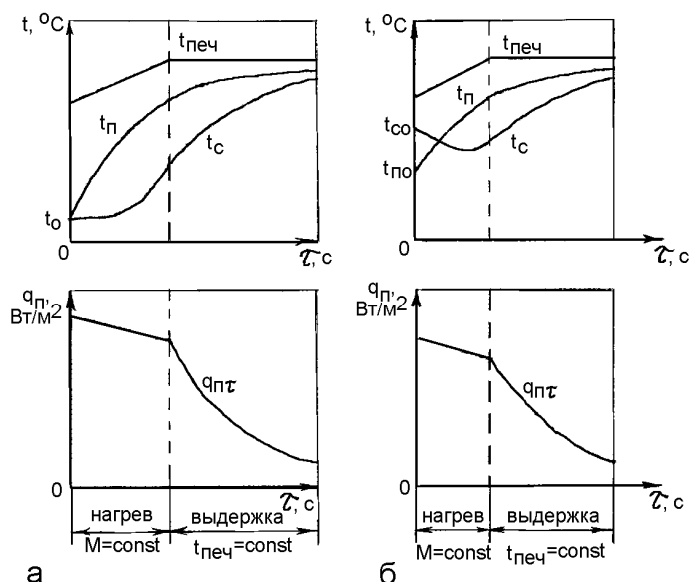 t, °C
tпеч
tп
tс
tо
0
τ, с
qп,
Вт/м2
qпτ
0
τ, с
нагрев
выдержка
M=const
tпеч=const
а
t, °C
tпеч
tп
tсо
tс
tпо
0
τ, с
qп,
Вт/м2
qпτ
0
τ, с
нагрев
выдержка
M=const
tпеч=const
б